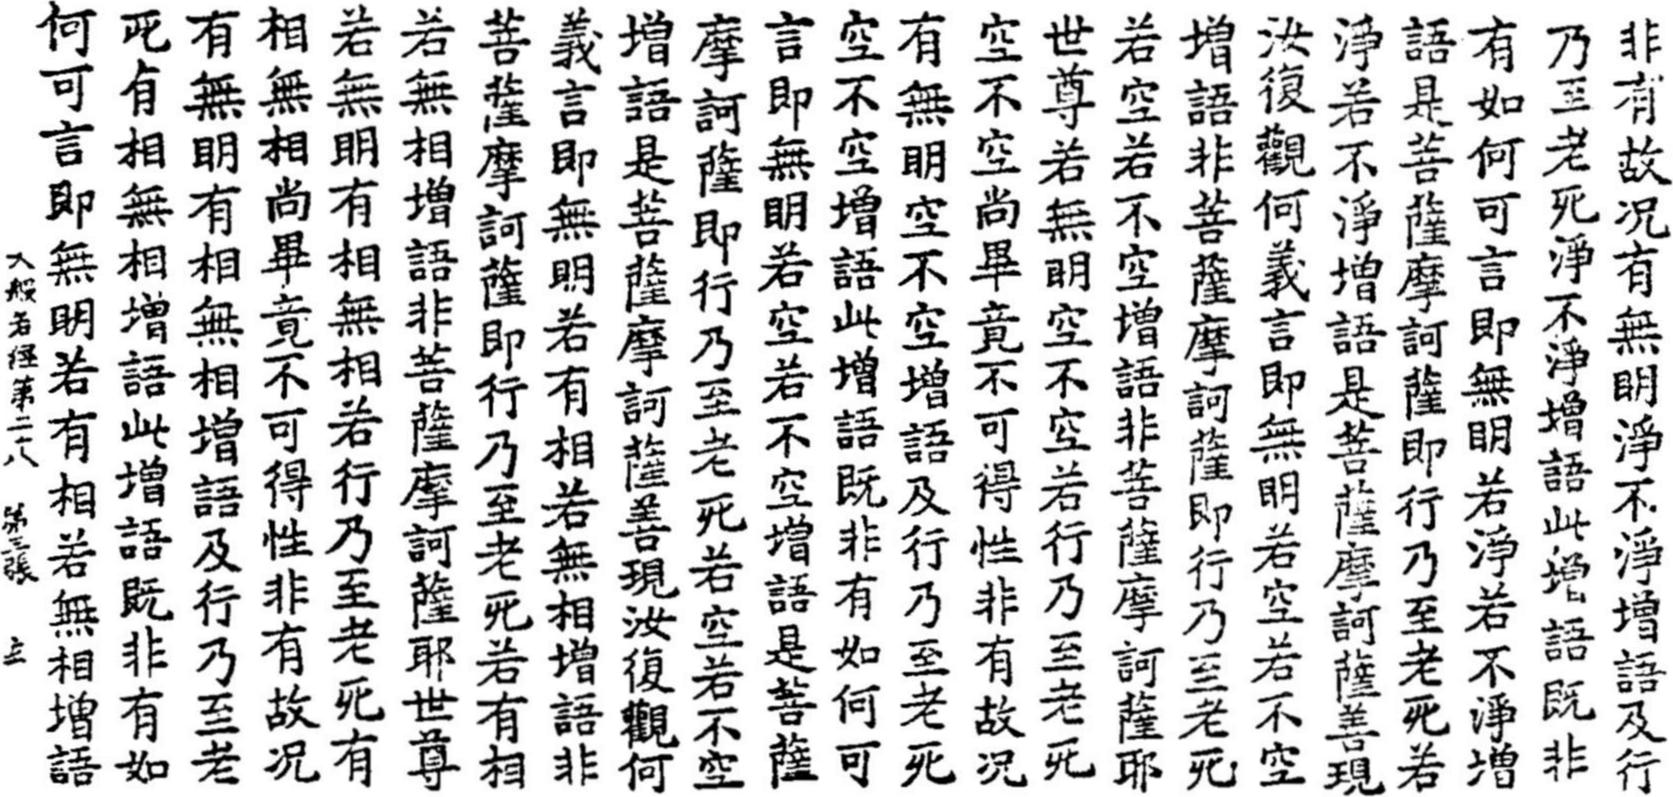 非有故况有無明淨不淨增語及行
乃至老死淨不淨增語此增語既非
有如何可言即無明若淨若不淨增
語是菩薩摩訶薩即行乃至老死若
淨若不淨增語是菩薩摩訶薩善現
汝復觀何義言即無明若空若不空
增語非菩薩摩訶薩即行乃至老死
若空若不空增語非菩薩摩訶薩耶
世尊若無明空不空若行乃至老死
空不空尚畢竟不可得性非有故况
有無明空不空增語及行乃至老死
空不空增語此增語既非有如何可
言即無明若空若不空增語是菩薩
摩訶薩即行乃至老死若空若不空
增語是菩薩摩訶薩善現汝復觀何
義言即無明若有相若無相增語非
菩薩摩訶薩即行乃至老死若有相
若無相增語非菩薩摩訶薩耶世尊
若無明有相無相若行乃至老死有
相無相尚畢竟不可得性非有故况
有無明有相無相增語及行乃至老
死有相無相增語此增語既非有如
何可言即無明若有相若無相增語
大般若經第二十八 第三張 玄